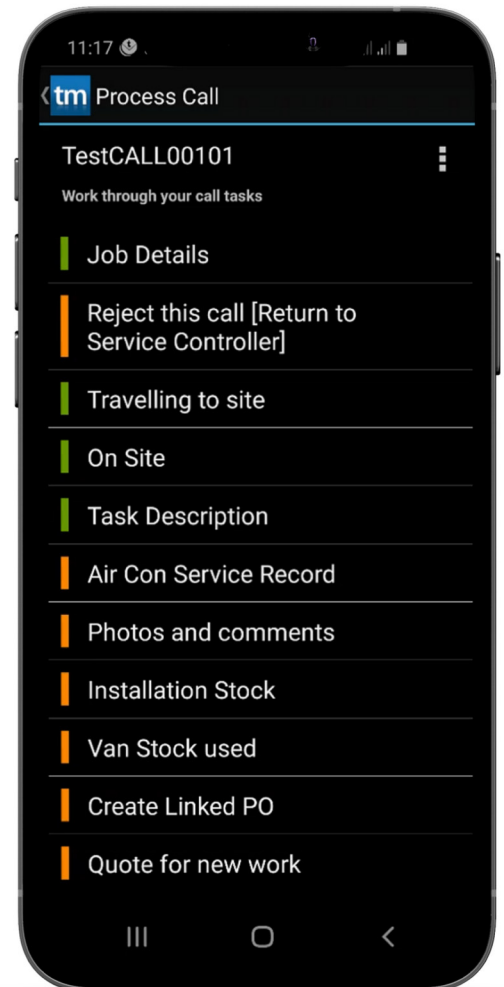 11:17
tm Process Call
TestCALL00101
Work through your call tasks
Job Details
Reject this call [Return to
Service Controller]
Travelling to site
On Site
Task Description
Air Con Service Record
Photos and comments
Installation Stock
Van Stock used
Create Linked PO
Quote for new work